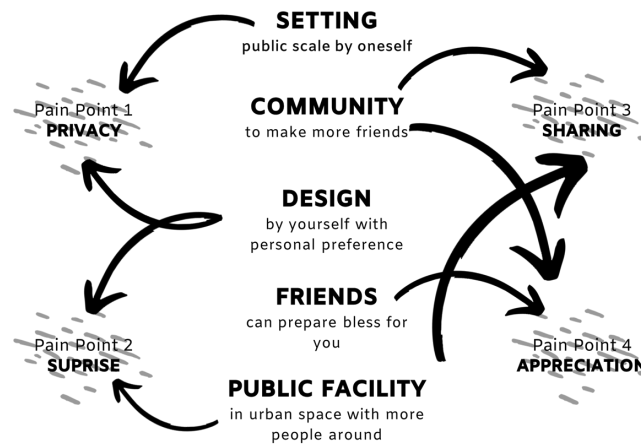 SETTING
public scale by oneself
Pain Point 1
PRIVACY
COMMUNITY
to make more friends
Pain Point 3
SHARING
DESIGN
by yourself with
personal preference
FRIENDS
can prepare bless for
you
Pain Point 2
SUPRISE
Pain Point 4
APPRECIATION
PUBLIC FACILITY
in urban space with more
people around